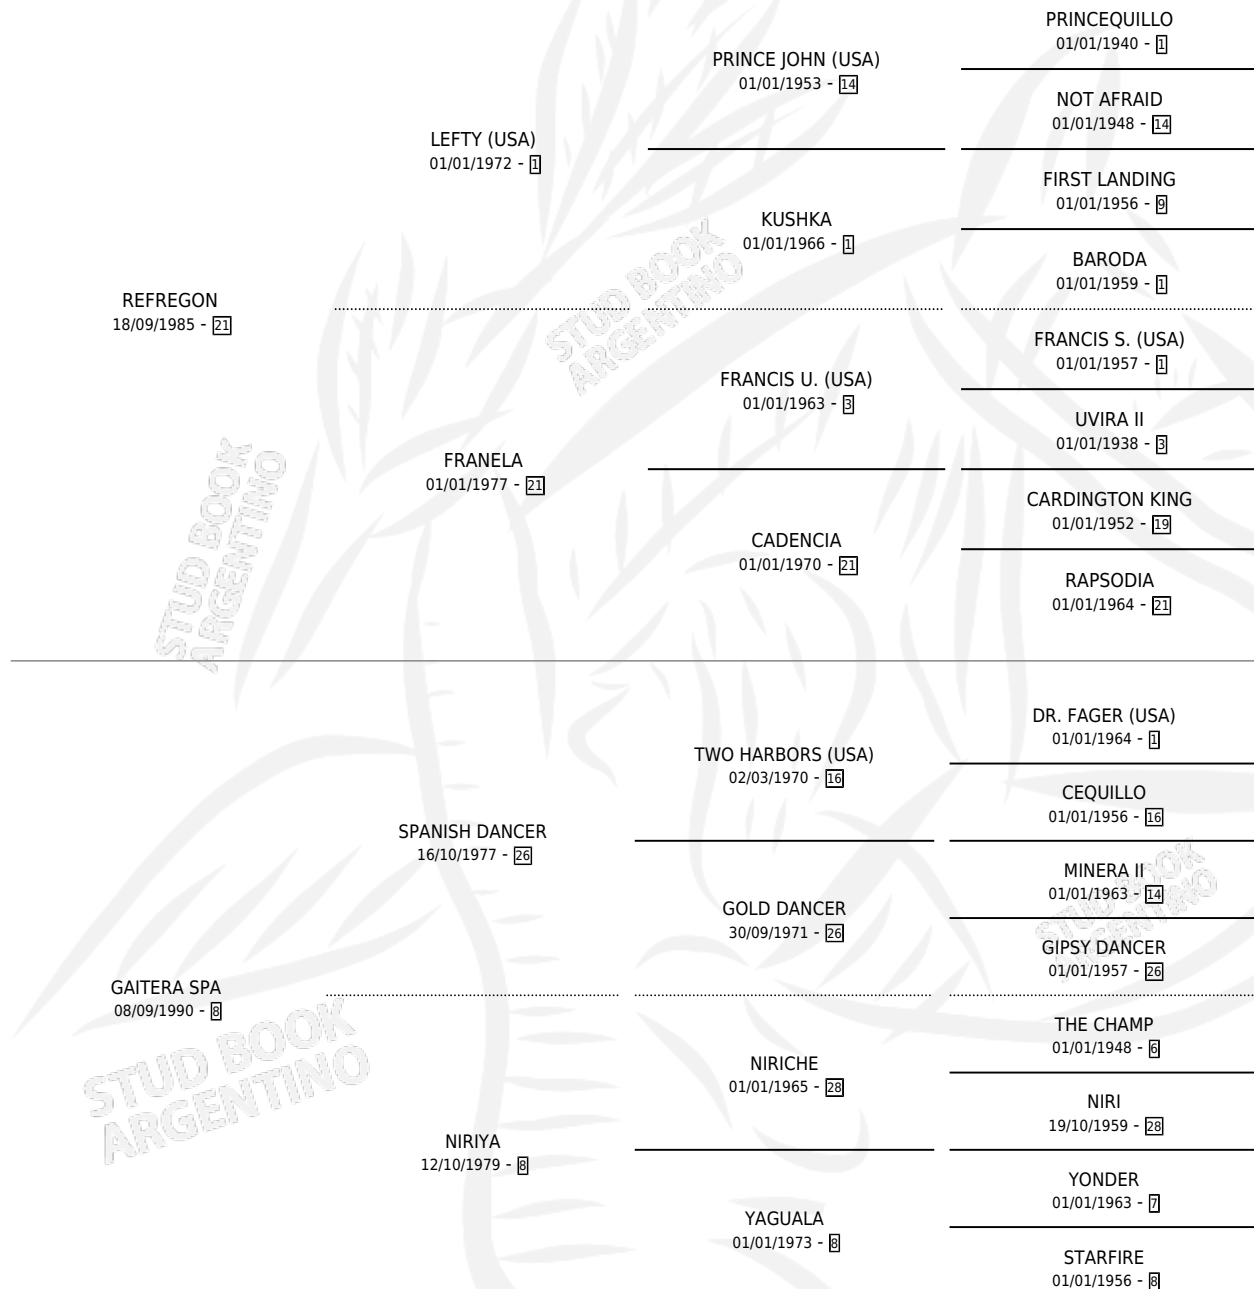 PRINCEQUILLO
01/01/1940 - 1
PRINCE JOHN (USA)
01/01/1953 - 14
NOT AFRAID
01/01/1948 - 14
LEFTY (USA)
01/01/1972 - 1
FIRST LANDING
01/01/1956 - 9
KUSHKA
01/01/1966 - 1
BARODA
01/01/1959 - 1
REFREGON
18/09/1985 - 21
FRANCIS S. (USA)
01/01/1957 - 1
FRANCIS U. (USA)
01/01/1963 - 3
UVIRA II
01/01/1938 - 3
FRANELA
01/01/1977 - 21
CARDINGTON KING
01/01/1952 - 19
CADENCIA
01/01/1970 - 21
RAPSODIA
01/01/1964 - 21
DR. FAGER (USA)
01/01/1964 - 1
TWO HARBORS (USA)
02/03/1970 - 16
CEQUILLO
01/01/1956 - 16
SPANISH DANCER
16/10/1977 - 26
MINERA II
01/01/1963 - 14
GOLD DANCER
30/09/1971 - 26
GIPSY DANCER
01/01/1957 - 26
GAITERA SPA
08/09/1990 - 8
THE CHAMP
01/01/1948 - 6
NIRICHE
01/01/1965 - 28
NIRI
19/10/1959 - 28
NIRIYA
12/10/1979 - 8
YONDER
01/01/1963 - 7
YAGUALA
01/01/1973 - 8
STARFIRE
01/01/1956 - 8
STUD BOOK
ARGENTINO
STUD BOOK
ARGENTINO
STUD BOOK
ARGENTINO
STUD BOOK
ARGENTINO